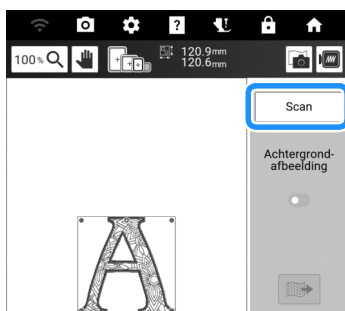 ?
100%
120.9mm
120.6mm
Scan
Achtergrond-
afbeelding
A